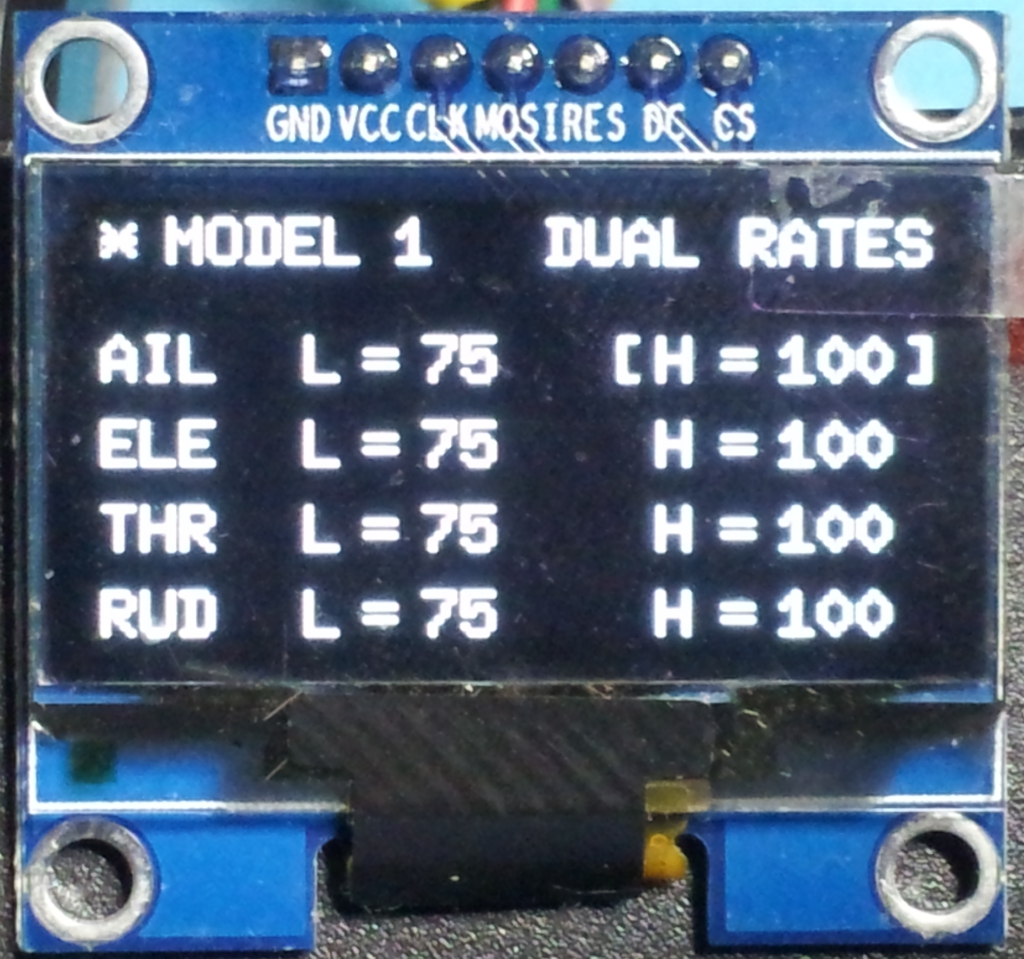 GND VCC CLK MOSI RES DC CS
* MODEL 1 DUAL RATES
AIL L = 75 [H = 100]
ELE L = 75 H = 100
THR L = 75 H = 100
RUD L = 75 H = 100